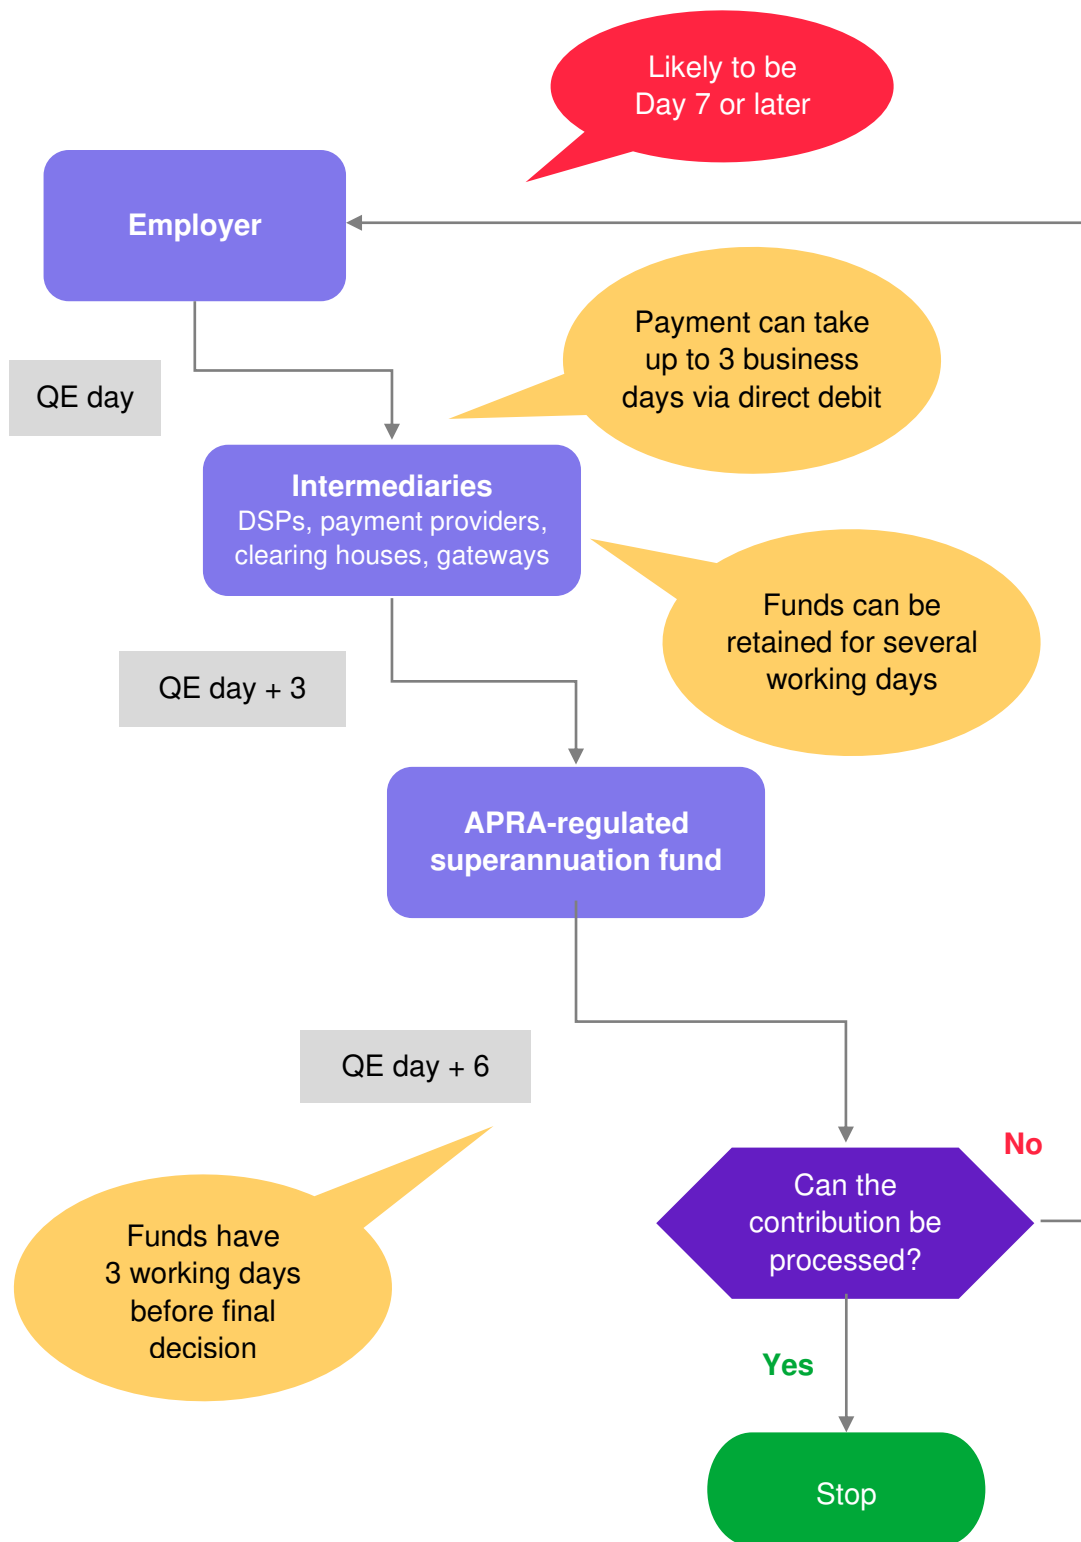 Likely to be
Day 7 or later
Employer
Payment can take
up to 3 business
days via direct debit
QE day
Intermediaries
DSPs, payment providers,
clearing houses, gateways
Funds can be
retained for several
working days
QE day + 3
APRA-regulated
superannuation fund
QE day + 6
No
Can the
contribution be
processed?
Funds have
3 working days
before final
decision
Yes
Stop